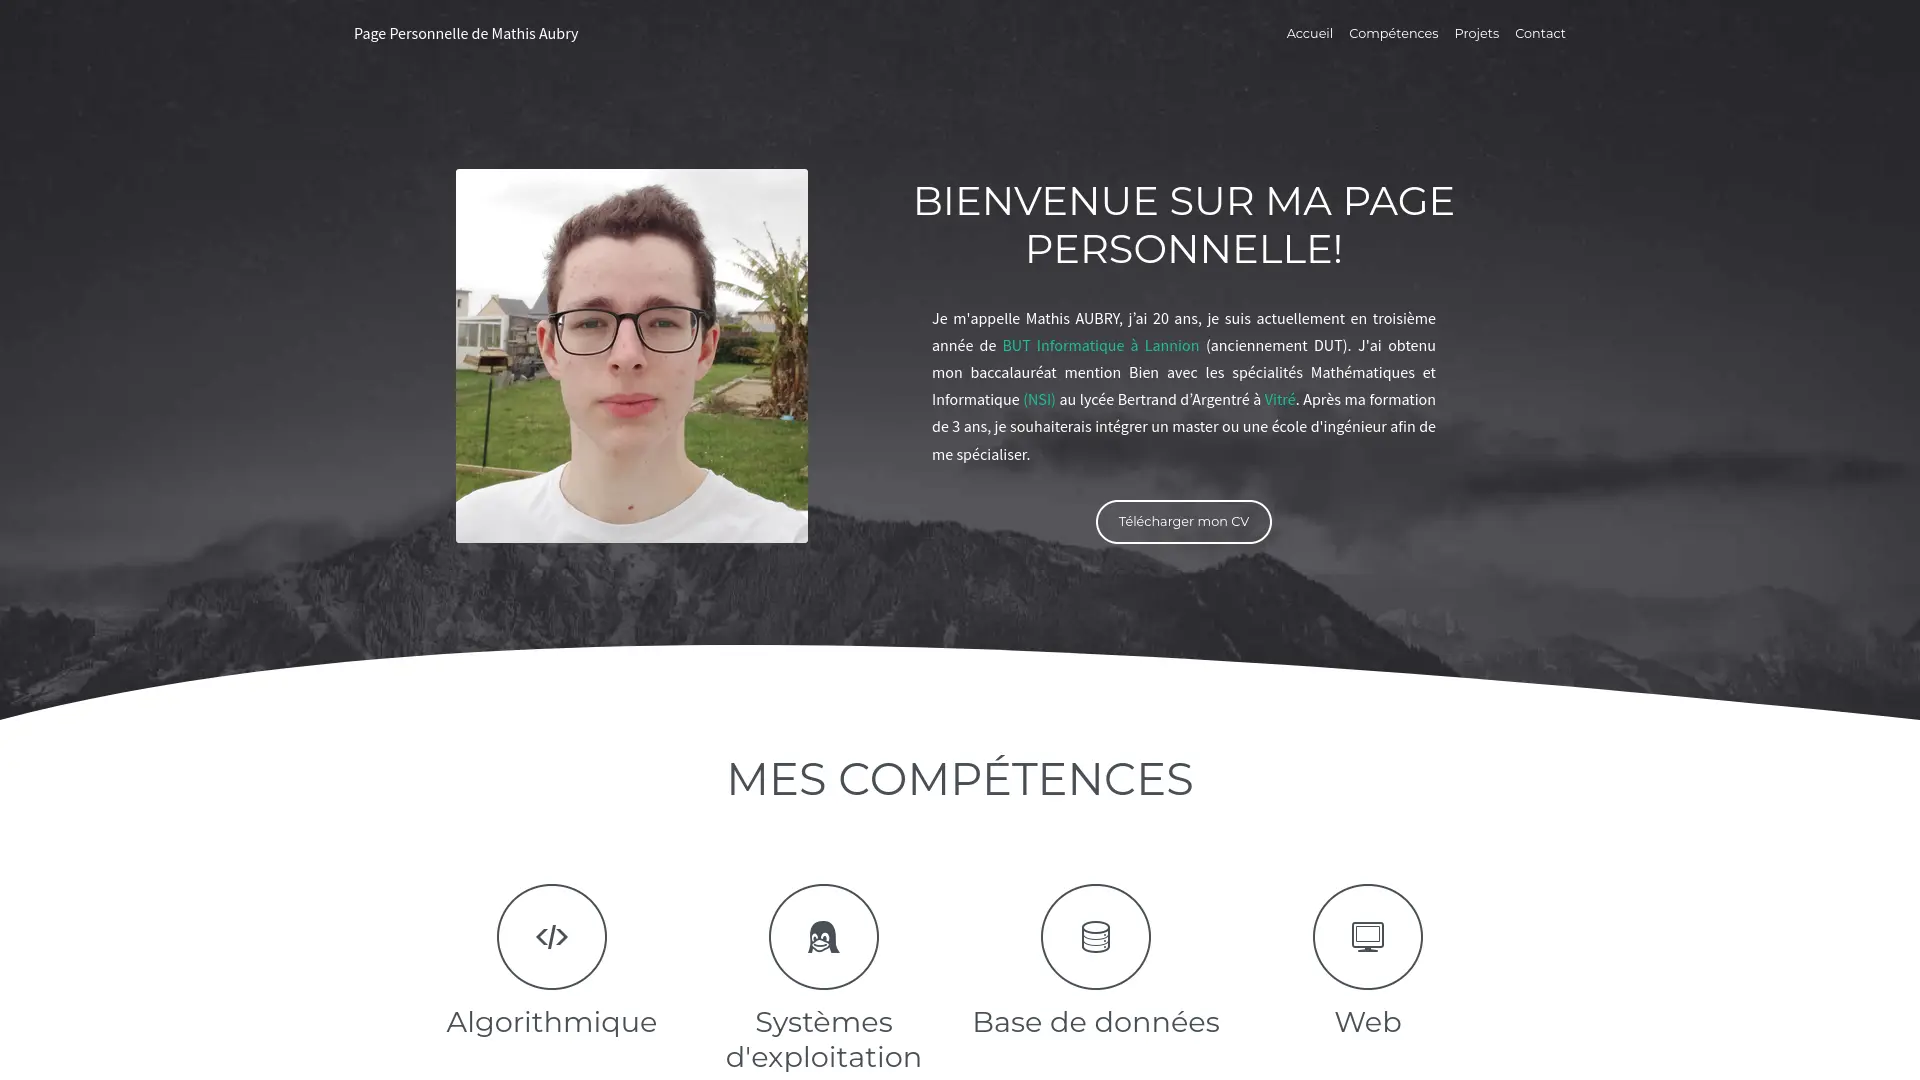 Page Personnelle de Mathis Aubry
Accueil Compétences Projets Contact
BIENVENUE SUR MA PAGE
PERSONNELLE!
Je m'appelle Mathis AUBRY, j’ai 20 ans, je suis actuellement en troisième
année de BUT Informatique à Lannion (anciennement DUT). J'ai obtenu
mon baccalauréat mention Bien avec les spécialités Mathématiques et
Informatique (NSI) au lycée Bertrand d’Argentré à Vitré. Après ma formation
de 3 ans, je souhaiterais intégrer un master ou une école d'ingénieur afin de
me spécialiser.
Télécharger mon CV
MES COMPÉTENCES
Algorithmique
Systèmes
d'exploitation
Base de données
Web